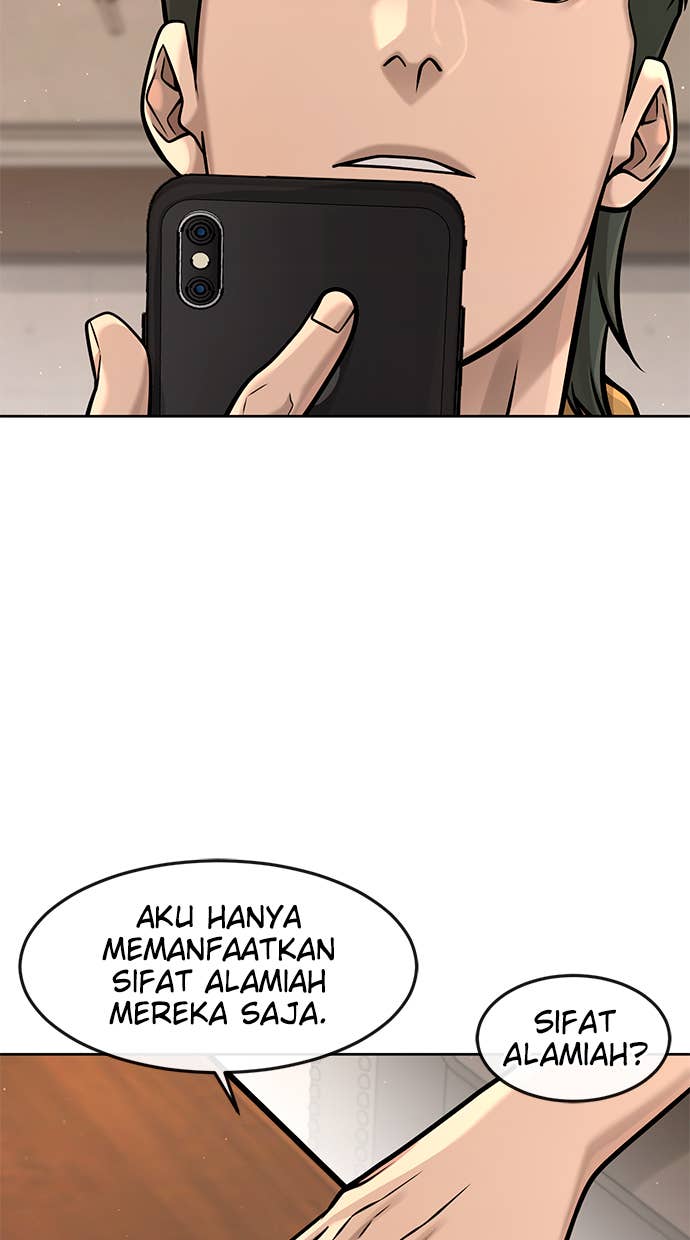 AKU HANYA
MEMANFAATKAN
SIFAT ALAMIAH
MEREKA SAJA.
SIFAT
ALAMIAH?